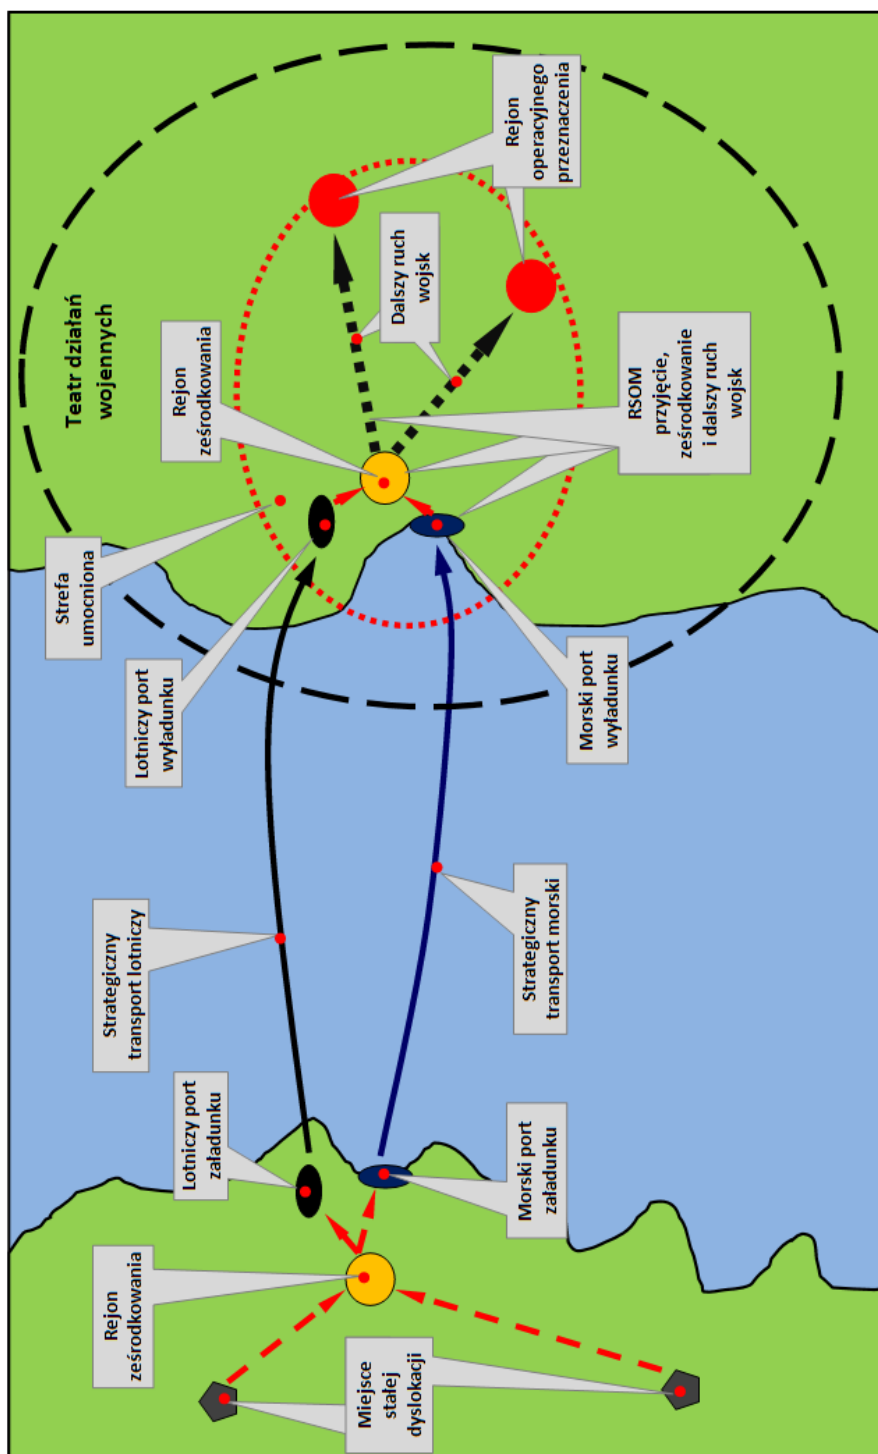 Teatr działań
wojennych
Miejsce
stałej
dyslokacji
Rejon
ześrodkowania
Lotniczy port
załadunku
Morski port
załadunku
Strategiczny
transport lotniczy
Strategiczny
transport morski
Lotniczy port
wyładunku
Morski port
wyładunku
Strefa
umocniona
Rejon
ześrodkowania
RSOM
przyjęcie,
ześrodkowanie
i dalszy ruch
wojsk
Dalszy ruch
wojsk
Rejon
operacyjnego
przeznaczenia